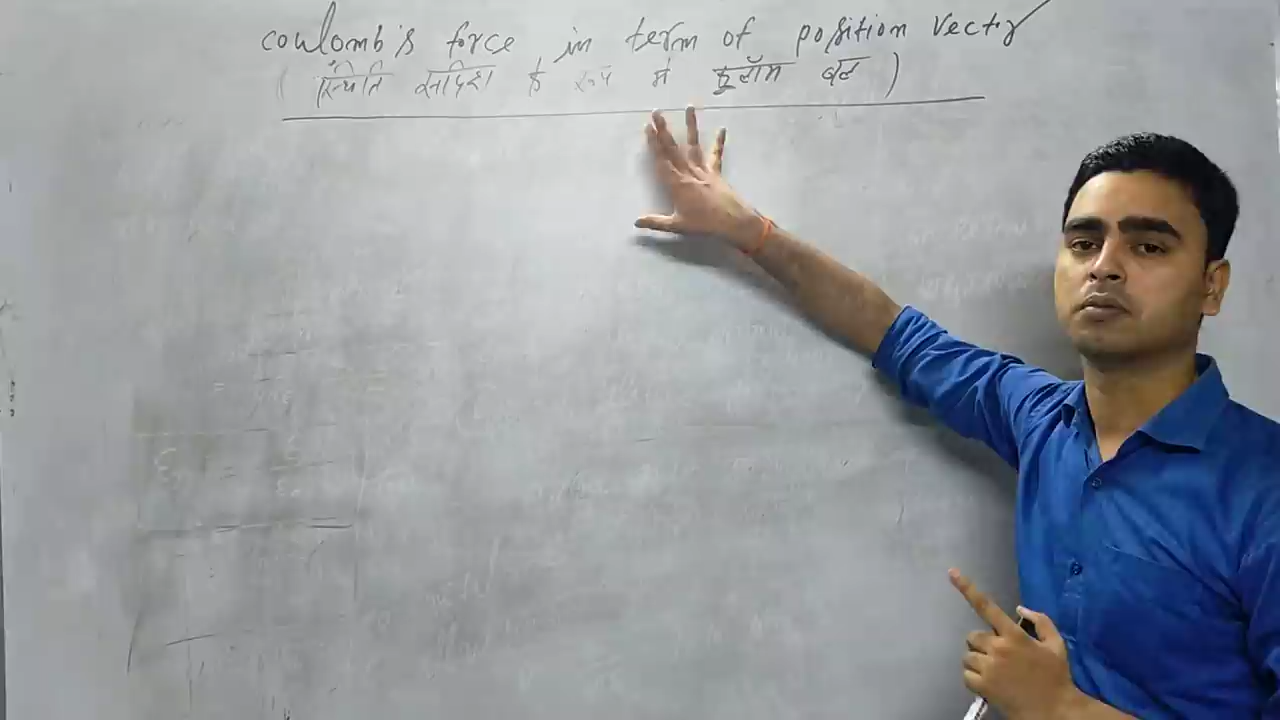 coulomb's force in term of position vector
( स्थिति सदिश के रूप में कूलॉम बल )